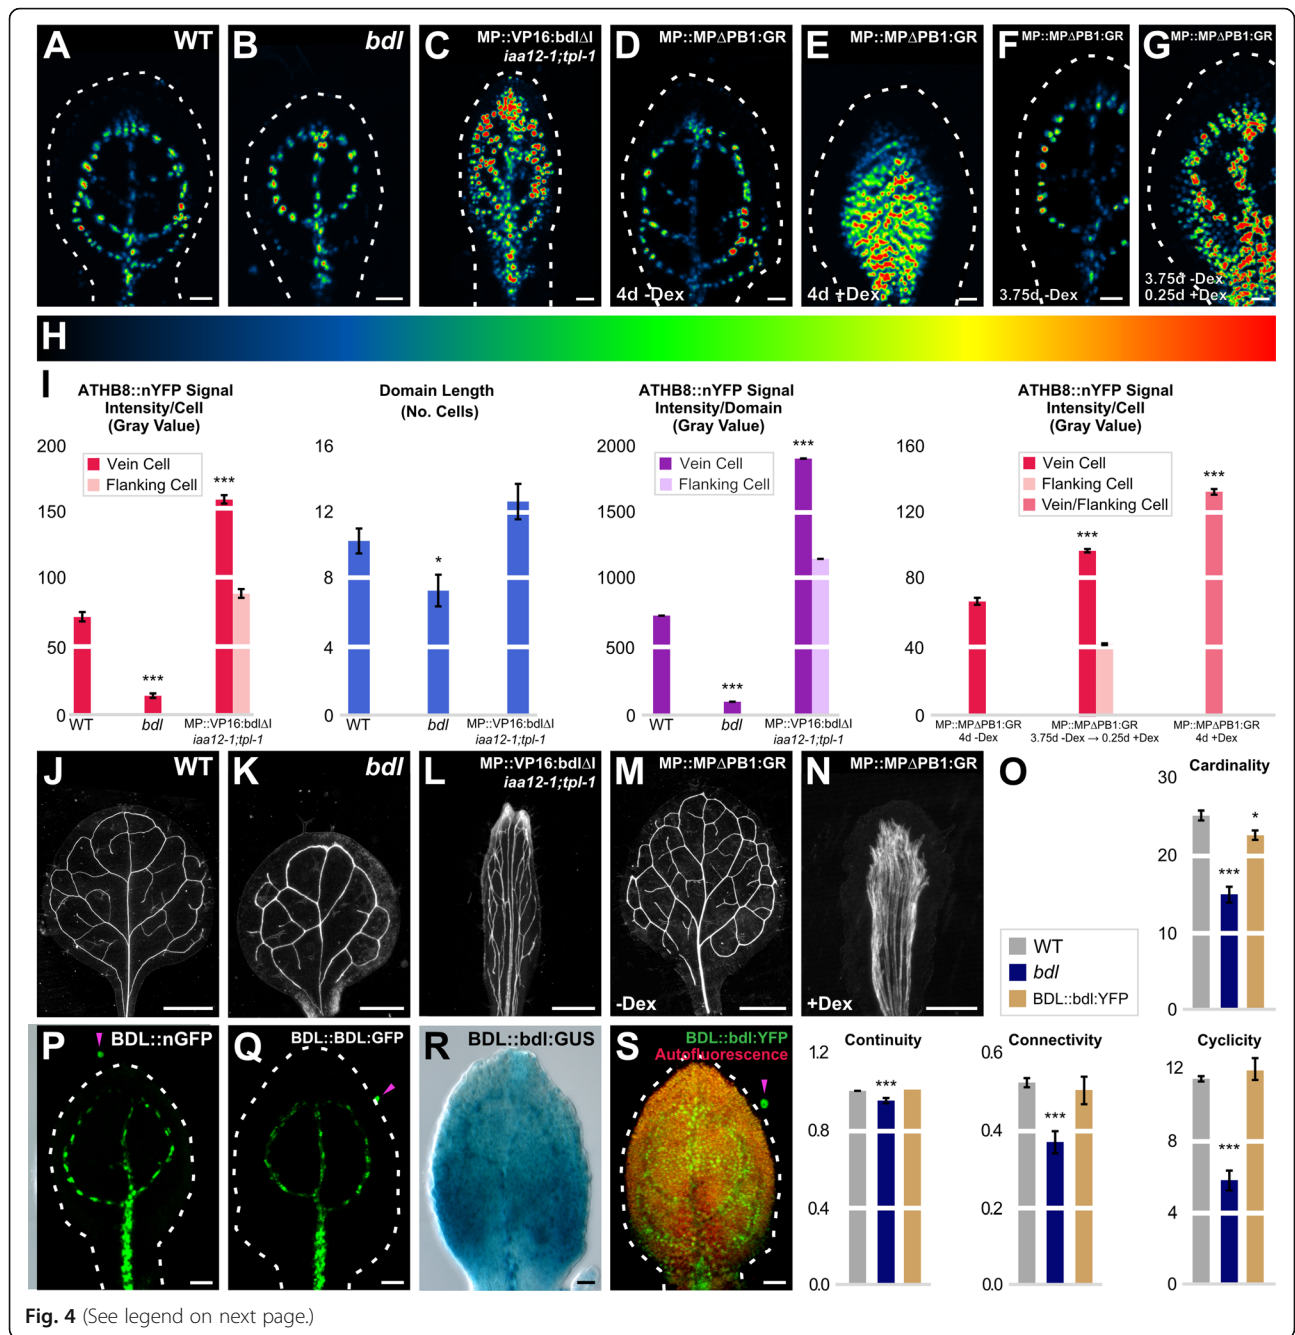 A WT
B bdl
C MP::VP16:bdlΔI
iaa12-1;tpl-1
D MP::MPΔPB1:GR
4d -Dex
E MP::MPΔPB1:GR
4d +Dex
F MP::MPΔPB1:GR
3.75d -Dex
G MP::MPΔPB1:GR
3.75d -Dex
0.25d +Dex
H
I
ATHB8::nYFP Signal
Intensity/Cell
(Gray Value)
200
150
100
50
0
Vein Cell
Flanking Cell
***
***
WT
bdl
MP::VP16:bdlΔI
iaa12-1;tpl-1
Domain Length
(No. Cells)
16
12
8
4
0
*
WT
bdl
MP::VP16:bdlΔI
iaa12-1;tpl-1
ATHB8::nYFP Signal
Intensity/Domain
(Gray Value)
2000
1500
1000
500
0
Vein Cell
Flanking Cell
***
***
WT
bdl
MP::VP16:bdlΔI
iaa12-1;tpl-1
ATHB8::nYFP Signal
Intensity/Cell
(Gray Value)
160
120
80
40
0
Vein Cell
Flanking Cell
Vein/Flanking Cell
***
***
MP::MPΔPB1:GR
4d -Dex
MP::MPΔPB1:GR
3.75d -Dex → 0.25d +Dex
MP::MPΔPB1:GR
4d +Dex
J WT
K bdl
L MP::VP16:bdlΔI
iaa12-1;tpl-1
M MP::MPΔPB1:GR
-Dex
N MP::MPΔPB1:GR
+Dex
O
WT
bdl
BDL::bdl:YFP
Cardinality
30
20
10
0
***
*
P BDL::nGFP
Q BDL::BDL:GFP
R BDL::bdl:GUS
S BDL::bdl:YFP
Autofluorescence
Continuity
1.2
0.8
0.4
0.0
***
Connectivity
0.6
0.4
0.2
0.0
***
Cyclicity
12
8
4
0
***
Fig. 4 (See legend on next page.)